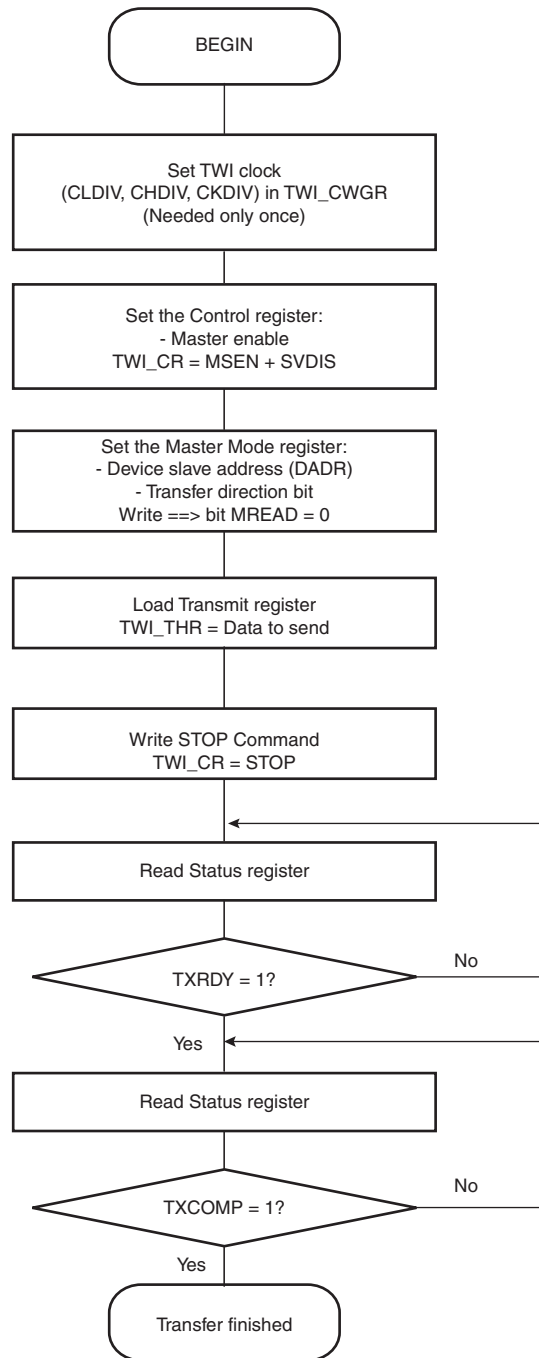 BEGIN
Set TWI clock
(CLDIV, CHDIV, CKDIV) in TWI_CWGR
(Needed only once)
Set the Control register:
- Master enable
TWI_CR = MSEN + SVDIS
Set the Master Mode register:
- Device slave address (DADR)
- Transfer direction bit
Write ==> bit MREAD = 0
Load Transmit register
TWI_THR = Data to send
Write STOP Command
TWI_CR = STOP
Read Status register
TXRDY = 1?
No
Yes
Read Status register
TXCOMP = 1?
No
Yes
Transfer finished